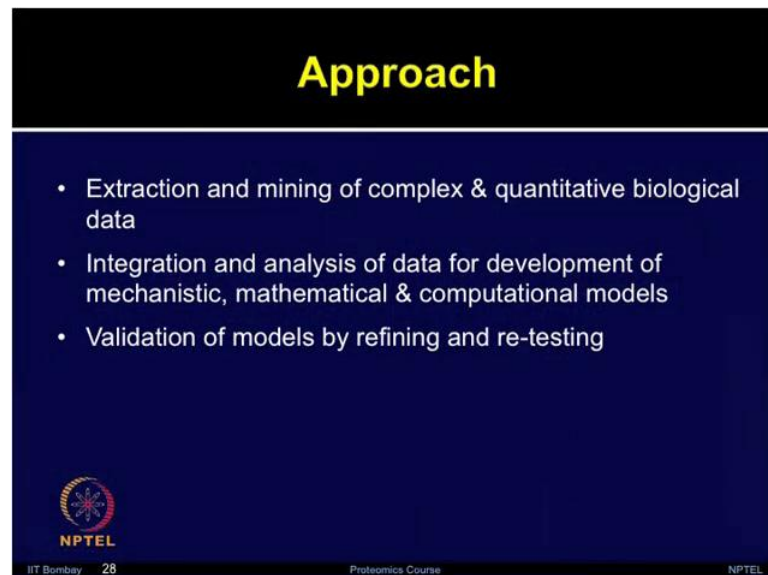 Approach
• Extraction and mining of complex & quantitative biological
data
• Integration and analysis of data for development of
mechanistic, mathematical & computational models
• Validation of models by refining and re-testing
NPTEL
IIT Bombay 28 Proteomics Course NPTEL